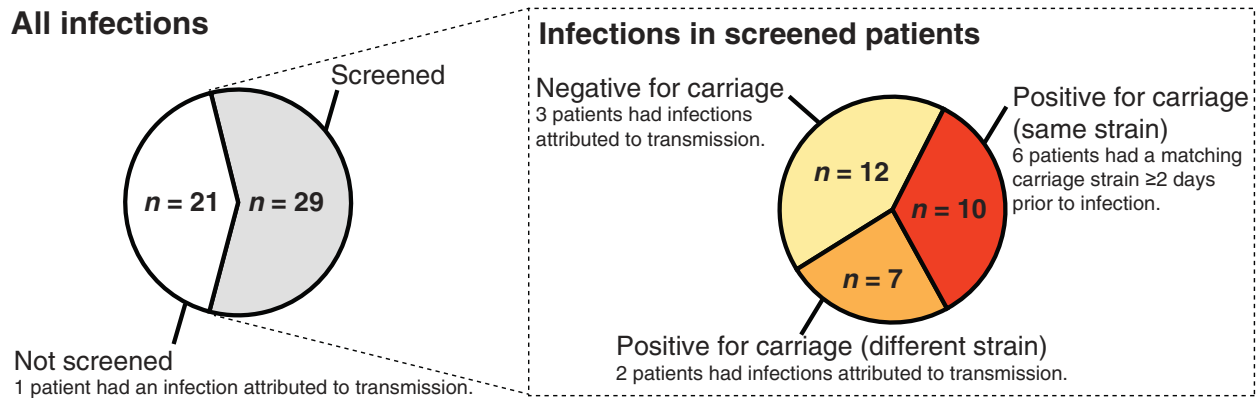 All infections
Screened
n = 21
n = 29
Not screened
1 patient had an infection attributed to transmission.
Infections in screened patients
Negative for carriage
3 patients had infections
attributed to transmission.
n = 12
Positive for carriage
(same strain)
6 patients had a matching
carriage strain ≥2 days
prior to infection.
n = 10
n = 7
Positive for carriage (different strain)
2 patients had infections attributed to transmission.